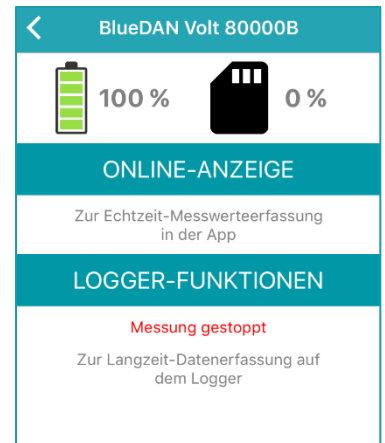 BlueDAN Volt 80000B
100 % 0 %
ONLINE-ANZEIGE
Zur Echtzeit-Messwerteerfassung
in der App
LOGGER-FUNKTIONEN
Messung gestoppt
Zur Langzeit-Datenerfassung auf
dem Logger